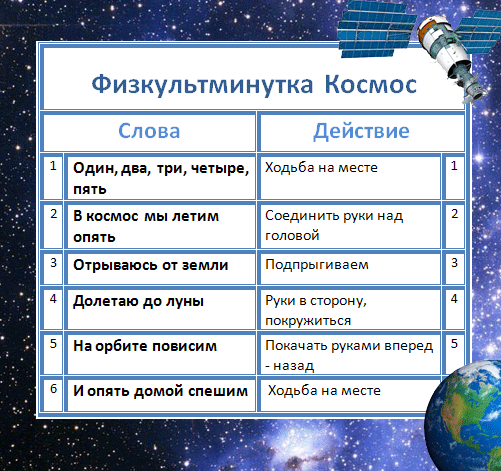 Физкультминутка Космос
Слова Действие
1 Один, два, три, четыре, Ходьба на месте 1
пять
2 В космос мы летим Соединить руки над 2
опять головой
3 Отрываюсь от земли Подпрыгиваем 3
4 Долетаю до луны Руки в сторону, 4
покружиться
5 На орбите повисим Покачать руками вперед 5
- назад
6 И опять домой спешим Ходьба на месте